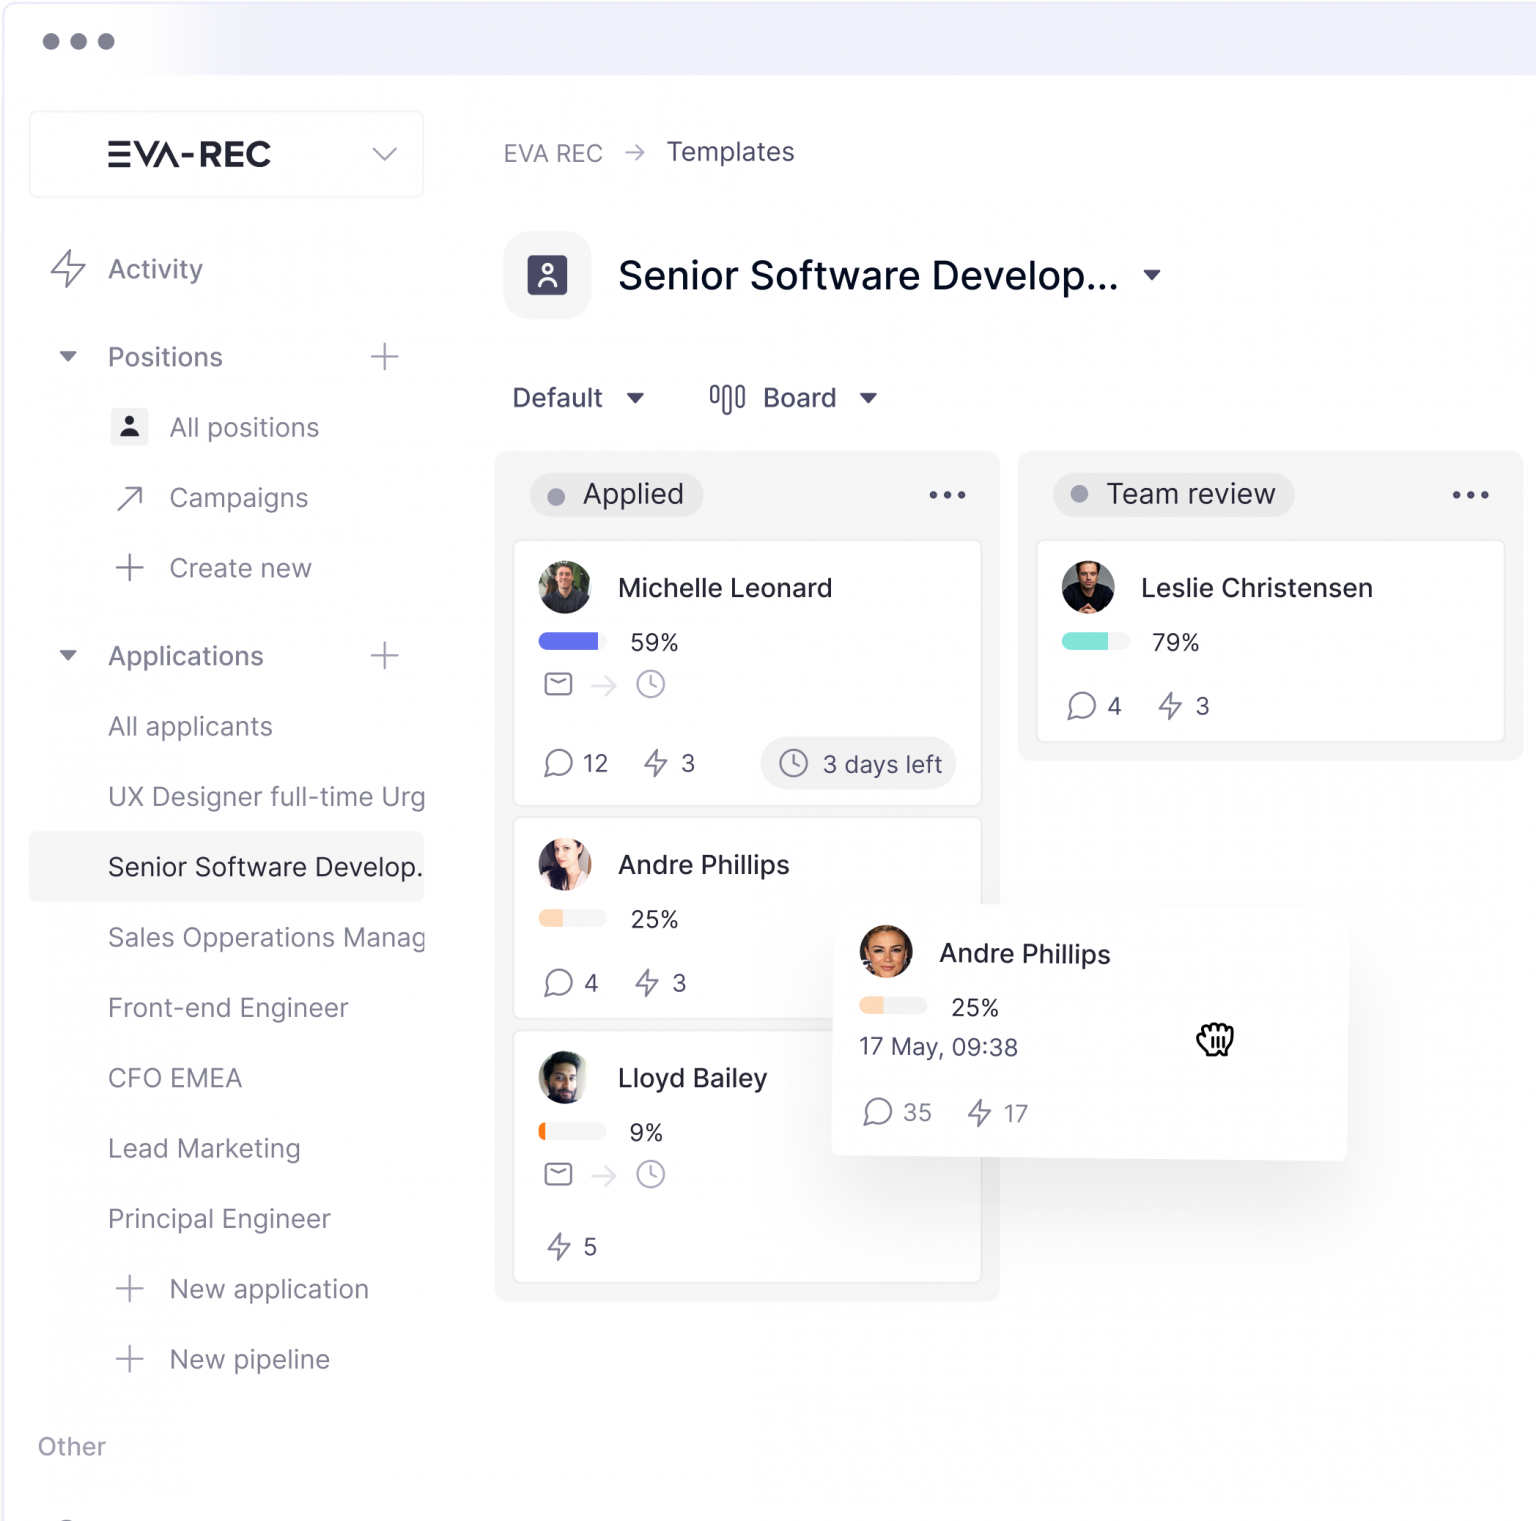 EVA-REC
Activity
Positions
All positions
Campaigns
Create new
Applications
All applicants
UX Designer full-time Urg
Senior Software Develop.
Sales Opperations Manag
Front-end Engineer
CFO EMEA
Lead Marketing
Principal Engineer
New application
New pipeline
Other
EVA REC → Templates
Senior Software Develop...
Default
Board
Applied
Michelle Leonard
59%
12
3
3 days left
Andre Phillips
25%
4
3
Lloyd Bailey
9%
5
Team review
Leslie Christensen
79%
4
3
Andre Phillips
25%
17 May, 09:38
35
17